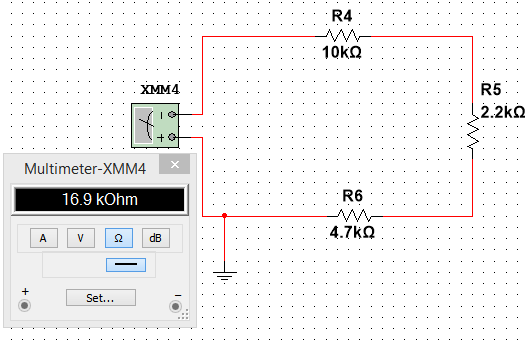 R4
10kΩ
XMM4
R5
2.2kΩ
Multimeter-XMM4
16.9 kOhm
R6
4.7kΩ
A V Ω dB
+ −
Set...